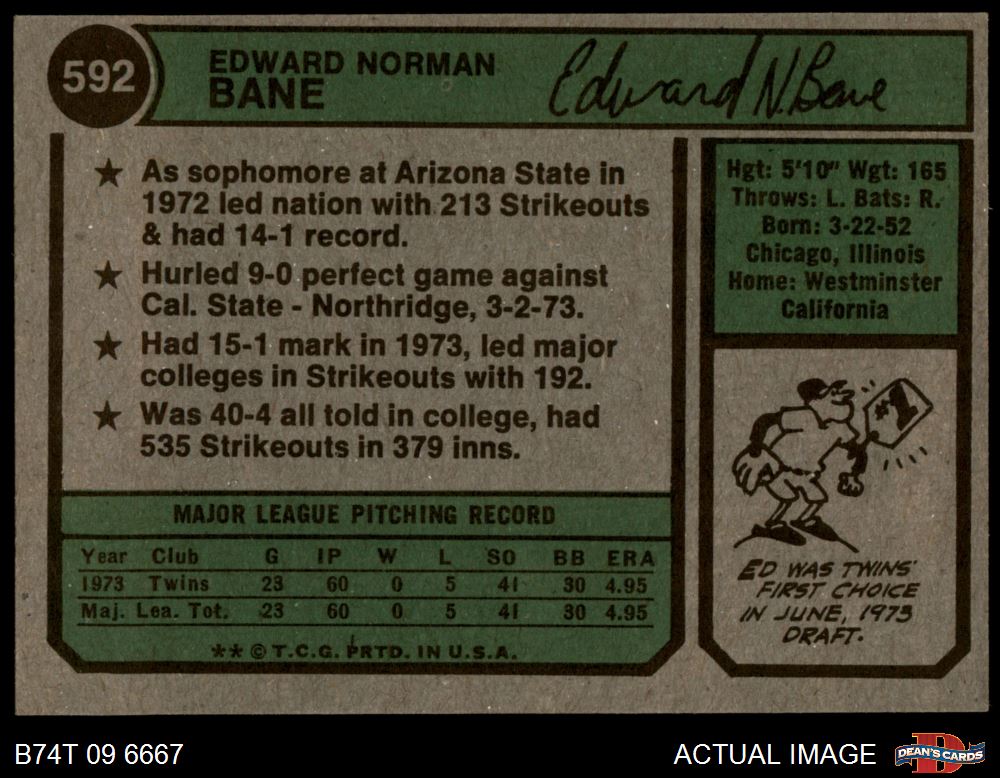 592
EDWARD NORMAN
BANE
Edward N. Bane
★ As sophomore at Arizona State in
1972 led nation with 213 Strikeouts
& had 14-1 record.
★ Hurled 9-0 perfect game against
Cal. State - Northridge, 3-2-73.
★ Had 15-1 mark in 1973, led major
colleges in Strikeouts with 192.
★ Was 40-4 all told in college, had
535 Strikeouts in 379 inns.
Hgt: 5'10" Wgt: 165
Throws: L. Bats: R.
Born: 3-22-52
Chicago, Illinois
Home: Westminster
California
#1
ED WAS TWINS'
FIRST CHOICE
IN JUNE, 1973
DRAFT.
MAJOR LEAGUE PITCHING RECORD
Year Club G IP W L SO BB ERA
1973 Twins 23 60 0 5 41 30 4.95
Maj. Lea. Tot. 23 60 0 5 41 30 4.95
** © T.C.G. PRTD. IN U.S.A.
B74T 09 6667
ACTUAL IMAGE
D
DEAN'S CARDS